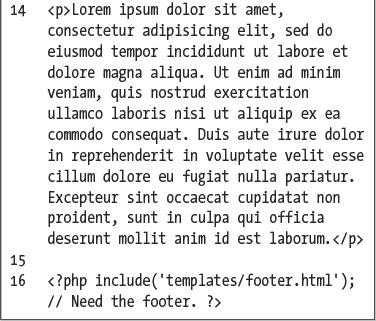 14 <p>Lorem ipsum dolor sit amet,
consectetur adipisicing elit, sed do
eiusmod tempor incididunt ut labore et
dolore magna aliqua. Ut enim ad minim
veniam, quis nostrud exercitation
ullamco laboris nisi ut aliquip ex ea
commodo consequat. Duis aute irure dolor
in reprehenderit in voluptate velit esse
cillum dolore eu fugiat nulla pariatur.
Excepteur sint occaecat cupidatat non
proident, sunt in culpa qui officia
deserunt mollit anim id est laborum.</p>
15
16 <?php include('templates/footer.html');
// Need the footer. ?>